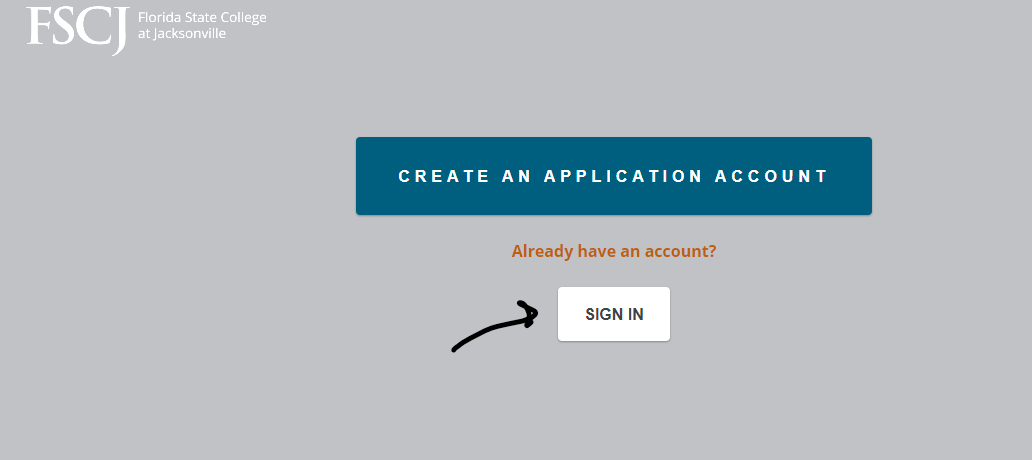 FSCJ
Florida State College
at Jacksonville
CREATE AN APPLICATION ACCOUNT
Already have an account?
SIGN IN